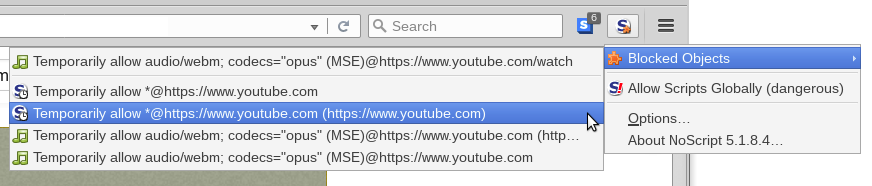 Search
6
m
Temporarily allow audio/webm; codecs="opus" (MSE)@https://www.youtube.com/watch
Temporarily allow *@https://www.youtube.com
Temporarily allow *@https://www.youtube.com (https://www.youtube.com)
Temporarily allow audio/webm; codecs="opus" (MSE)@https://www.youtube.com (http…
Temporarily allow audio/webm; codecs="opus" (MSE)@https://www.youtube.com
Blocked Objects
Allow Scripts Globally (dangerous)
Options…
About NoScript 5.1.8.4…